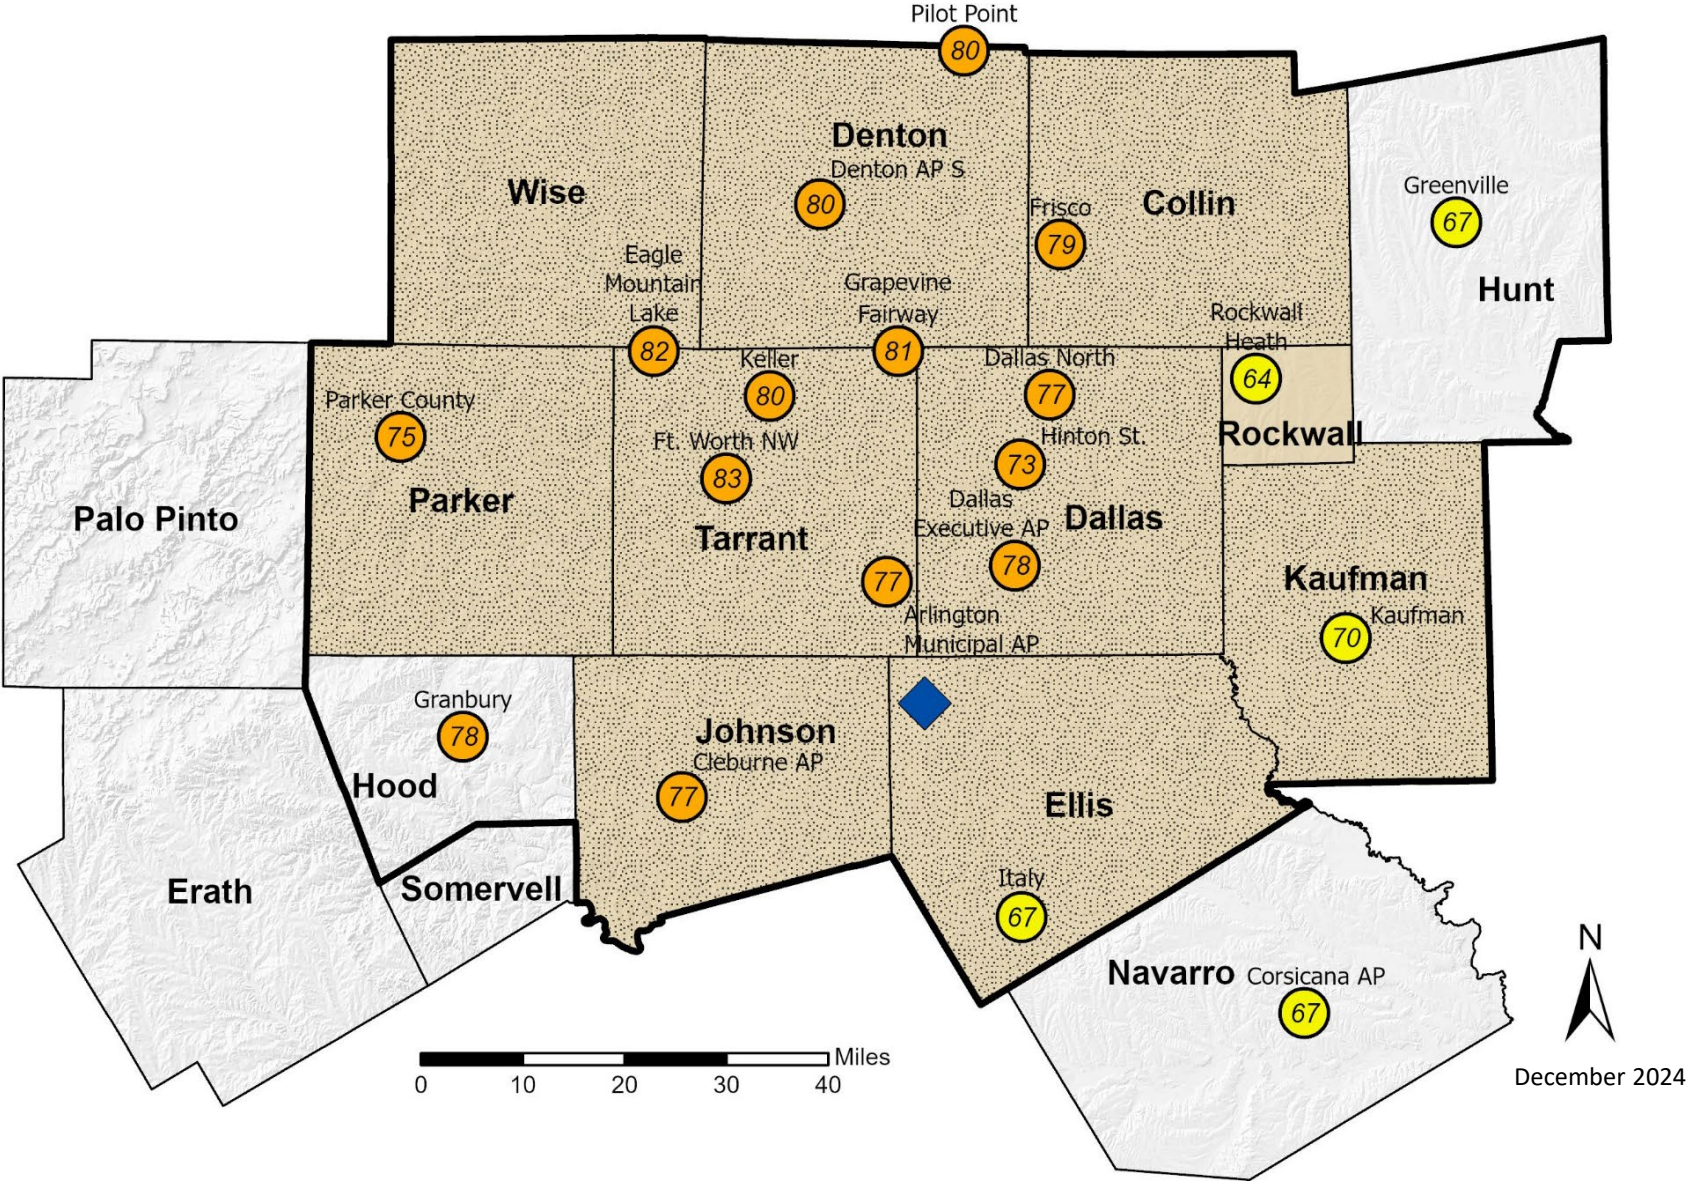 Pilot Point
80
Denton
Denton AP S
80
Wise
Frisco
79
Collin
Greenville
67
Hunt
Eagle
Mountain
Lake
82
Grapevine
Fairway
81
Rockwall
Heath
64
Rockwall
Keller
80
Dallas North
77
Parker County
75
Parker
Ft. Worth NW
83
Tarrant
Hinton St.
73
Dallas
Executive AP
78
Dallas
77
Arlington
Municipal AP
Palo Pinto
Kaufman
Kaufman
70
Granbury
78
Hood
Johnson
Cleburne AP
77
Ellis
Italy
67
Erath
Somervell
Navarro
Corsicana AP
67
N
December 2024
Miles
0 10 20 30 40